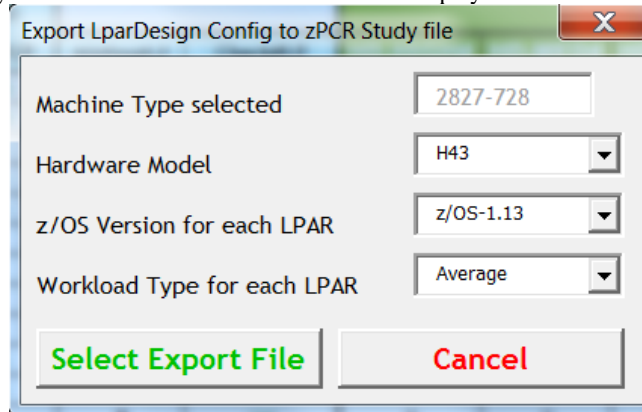 Export LparDesign Config to zPCR Study file
X
Machine Type selected 2827-728
Hardware Model H43
z/OS Version for each LPAR z/OS-1.13
Workload Type for each LPAR Average
Select Export File Cancel